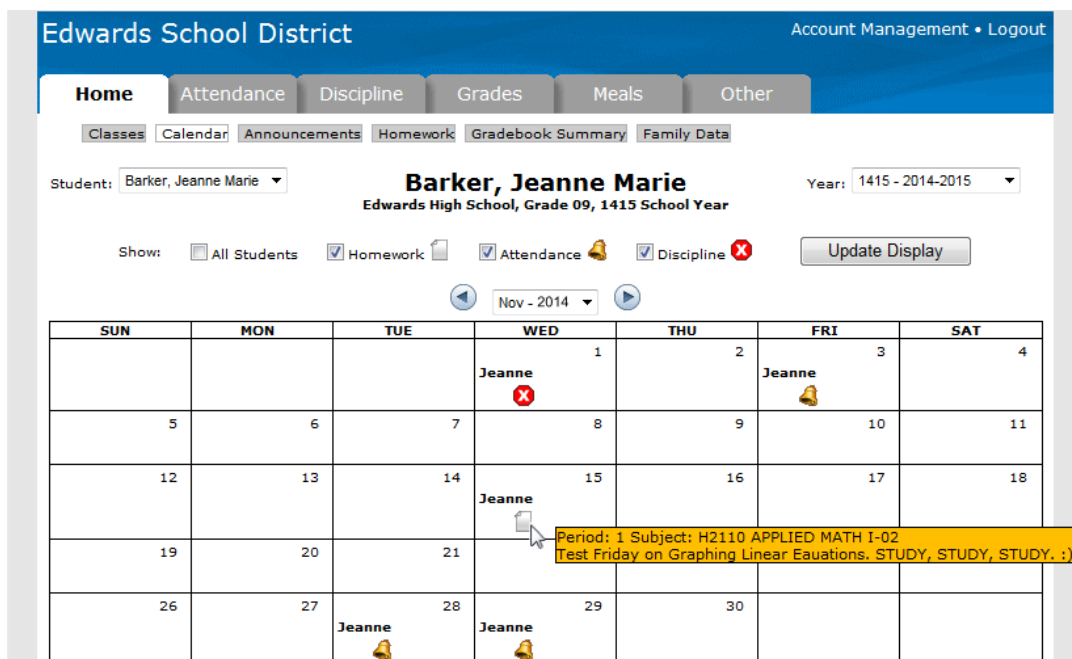 Edwards School District
Account Management • Logout
Home Attendance Discipline Grades Meals Other
Classes Calendar Announcements Homework Gradebook Summary Family Data
Student: Barker, Jeanne Marie
Barker, Jeanne Marie
Year: 1415 - 2014-2015
Edwards High School, Grade 09, 1415 School Year
Show: All Students Homework Attendance Discipline Update Display
Nov - 2014
SUN MON TUE WED THU FRI SAT
1 2 3 4
Jeanne Jeanne
5 6 7 8 9 10 11
12 13 14 15 16 17 18
Jeanne
Period: 1 Subject: H2110 APPLIED MATH I-02
Test Friday on Graphing Linear Eauations. STUDY, STUDY, STUDY. :)
19 20 21
26 27 28 29 30
Jeanne Jeanne